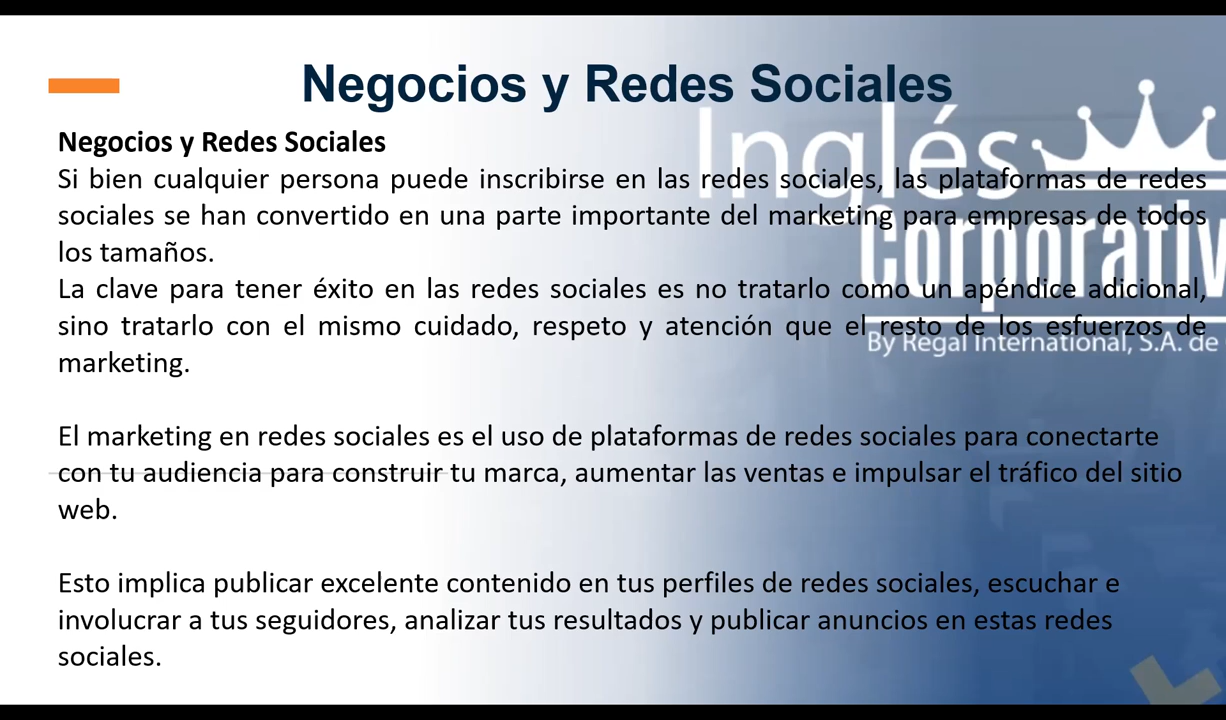 Negocios y Redes Sociales
Inglés
Corporativ
By Regal International, S.A. de
Negocios y Redes Sociales
Si bien cualquier persona puede inscribirse en las redes sociales, las plataformas de redes
sociales se han convertido en una parte importante del marketing para empresas de todos
los tamaños.
La clave para tener éxito en las redes sociales es no tratarlo como un apéndice adicional,
sino tratarlo con el mismo cuidado, respeto y atención que el resto de los esfuerzos de
marketing.
El marketing en redes sociales es el uso de plataformas de redes sociales para conectarte
con tu audiencia para construir tu marca, aumentar las ventas e impulsar el tráfico del sitio
web.
Esto implica publicar excelente contenido en tus perfiles de redes sociales, escuchar e
involucrar a tus seguidores, analizar tus resultados y publicar anuncios en estas redes
sociales.